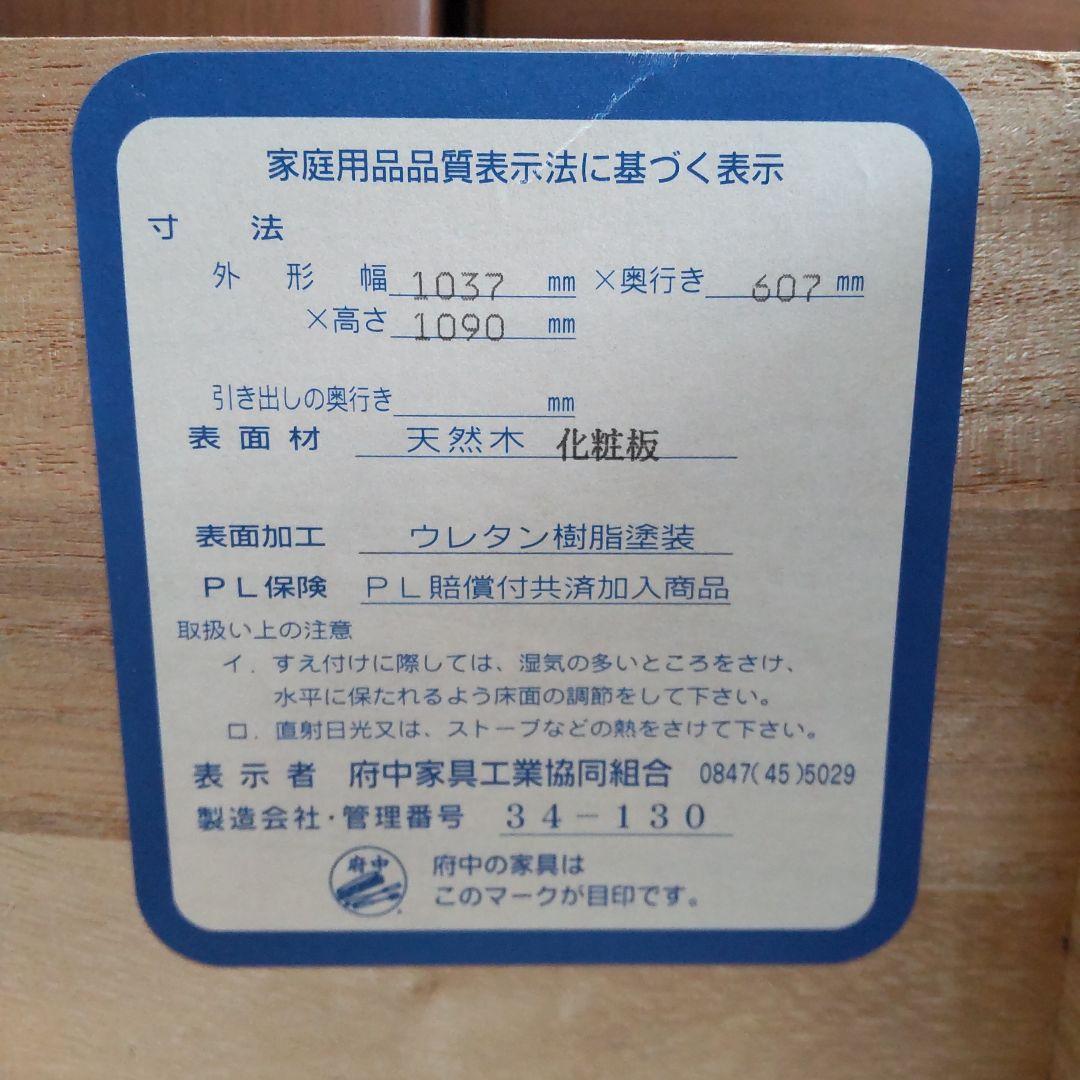 家庭用品品質表示法に基づく表示
寸法
外形 幅 1037 mm ×奥行き 607 mm
×高さ 1090 mm
引き出しの奥行き mm
表面材 天然木 化粧板
表面加工 ウレタン樹脂塗装
PL保険 PL賠償付共済加入商品
取扱い上の注意
イ. すえ付けに際しては、湿気の多いところをさけ、
水平に保たれるよう床面の調節をして下さい。
ロ. 直射日光又は、ストーブなどの熱をさけて下さい。
表示者 府中家具工業協同組合 0847(45)5029
製造会社・管理番号 34-130
府中
府中の家具は
このマークが目印です。